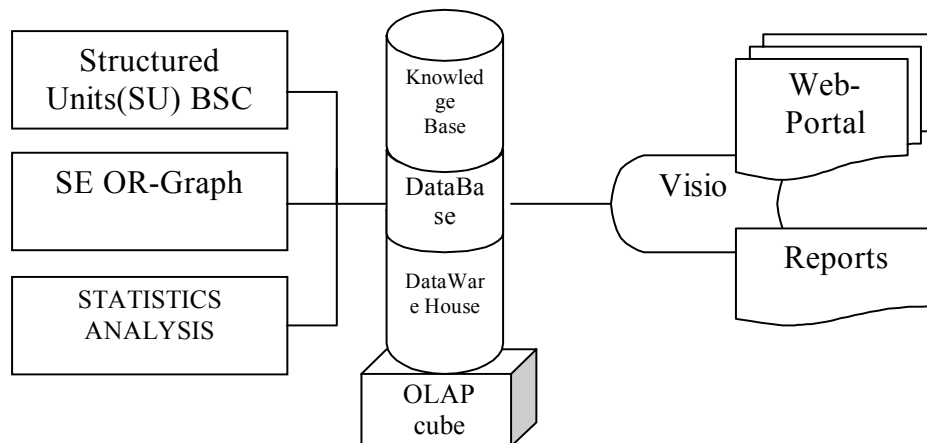 Structured
Units(SU) BSC
SE OR-Graph
STATISTICS
ANALYSIS
Knowled
ge
Base
DataBa
se
DataWar
e House
OLAP
cube
Visio
Web-
Portal
Reports